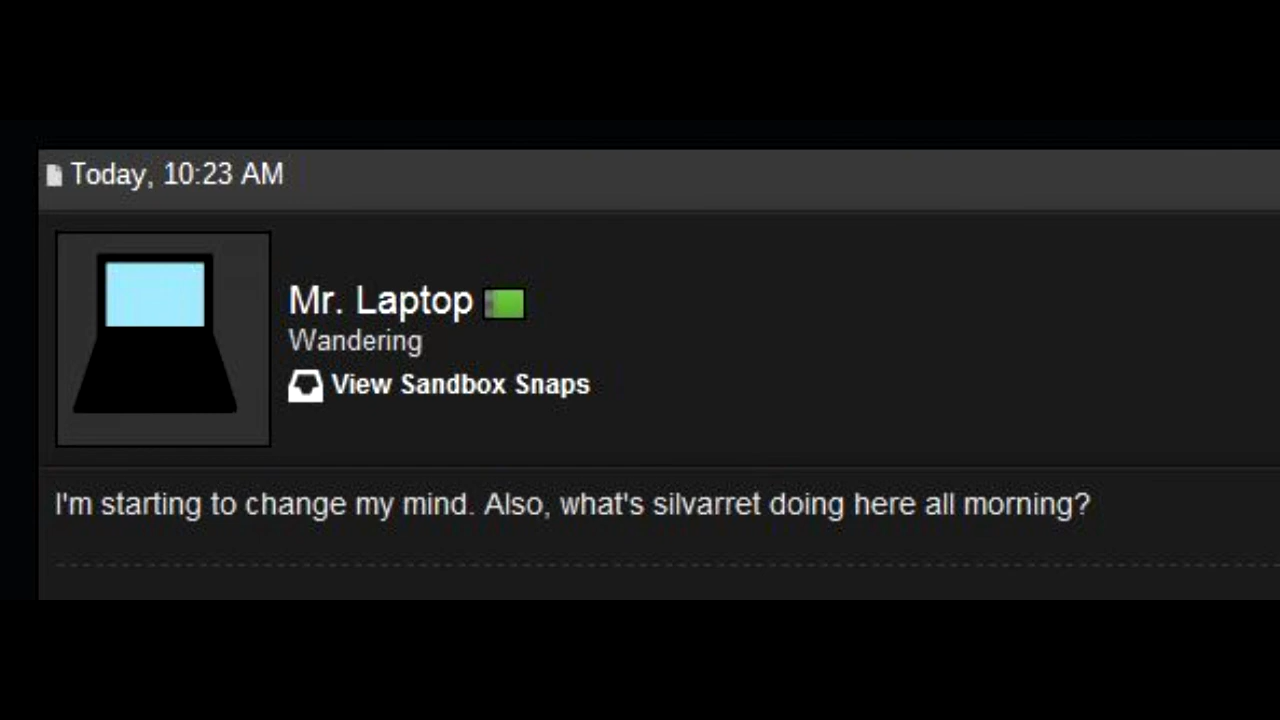 Today, 10:23 AM
Mr. Laptop
Wandering
View Sandbox Snaps
I'm starting to change my mind. Also, what's silvarret doing here all morning?